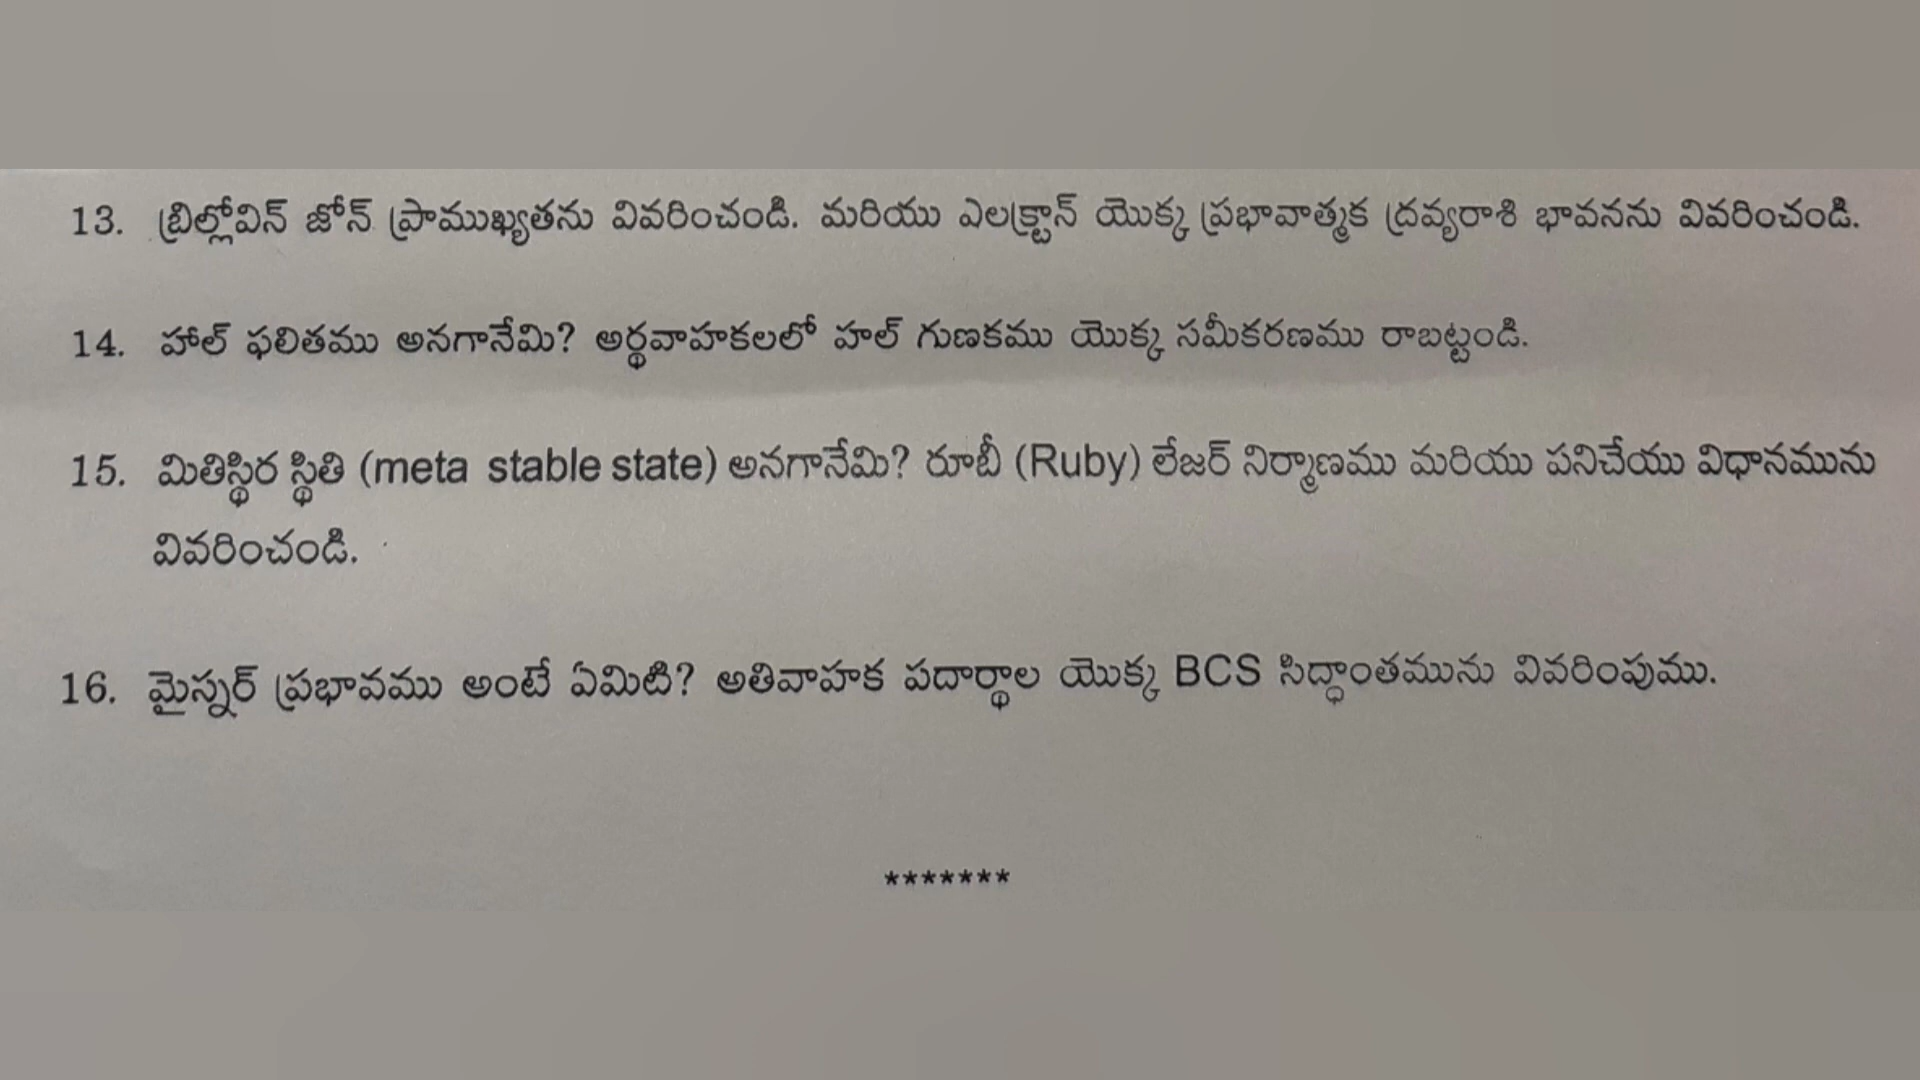 13. బ్రిల్లోవిన్ జోన్ ప్రాముఖ్యతను వివరించండి. మరియు ఎలక్ట్రాన్ యొక్క ప్రభావాత్మక ద్రవ్యరాశి భావనను వివరించండి.
14. హాల్ ఫలితము అనగానేమి? అర్థవాహకలలో హల్ గుణకము యొక్క సమీకరణము రాబట్టండి.
15. మితిస్థిర స్థితి (meta stable state) అనగానేమి? రూబీ (Ruby) లేజర్ నిర్మాణము మరియు పనిచేయు విధానమును
వివరించండి.
16. మైస్నర్ ప్రభావము అంటే ఏమిటి? అతివాహక పదార్థాల యొక్క BCS సిద్ధాంతమును వివరింపుము.
*******